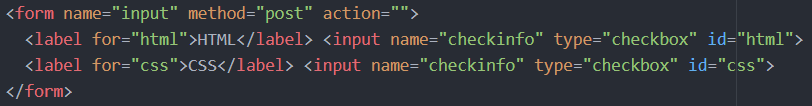 <form name="input" method="post" action="">
<label for="html">HTML</label> <input name="checkinfo" type="checkbox" id="html">
<label for="css">CSS</label> <input name="checkinfo" type="checkbox" id="css">
</form>